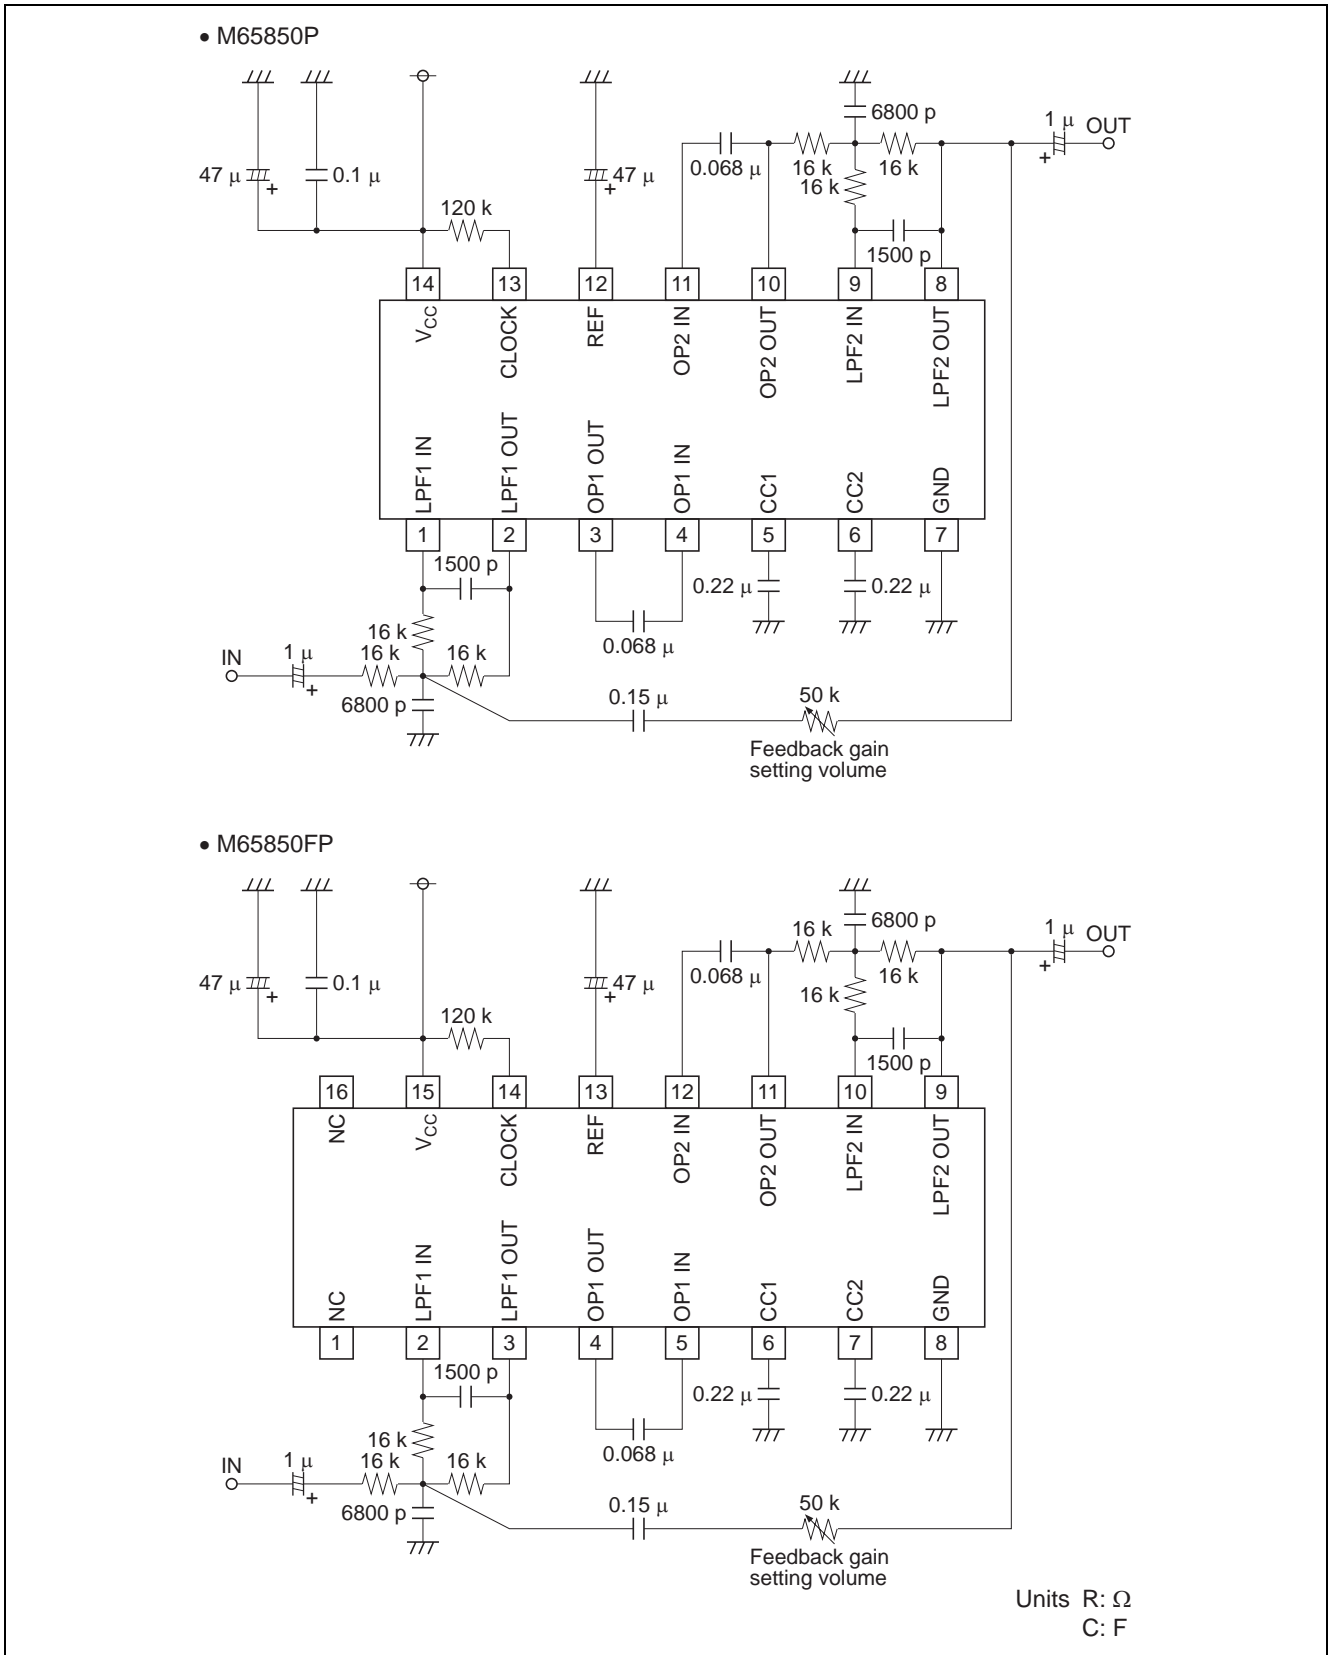 • M65850P
1 μ
OUT
6800 p
47 μ
+
0.1 μ
47 μ
+
0.068 μ
16 k
16 k
16 k
+
120 k
1500 p
14
13
12
11
10
9
8
VCC
CLOCK
REF
OP2 IN
OP2 OUT
LPF2 IN
LPF2 OUT
LPF1 IN
LPF1 OUT
OP1 OUT
OP1 IN
CC1
CC2
GND
1
2
3
4
5
6
7
1500 p
0.22 μ
0.22 μ
16 k
0.068 μ
IN
1 μ
+
16 k
16 k
6800 p
0.15 μ
50 k
Feedback gain
setting volume
• M65850FP
1 μ
OUT
6800 p
16 k
47 μ
+
0.1 μ
47 μ
+
0.068 μ
16 k
16 k
+
120 k
1500 p
16
15
14
13
12
11
10
9
NC
VCC
CLOCK
REF
OP2 IN
OP2 OUT
LPF2 IN
LPF2 OUT
NC
LPF1 IN
LPF1 OUT
OP1 OUT
OP1 IN
CC1
CC2
GND
1
2
3
4
5
6
7
8
1500 p
0.22 μ
0.22 μ
16 k
0.068 μ
IN
1 μ
+
16 k
16 k
6800 p
0.15 μ
50 k
Feedback gain
setting volume
Units R: Ω
C: F